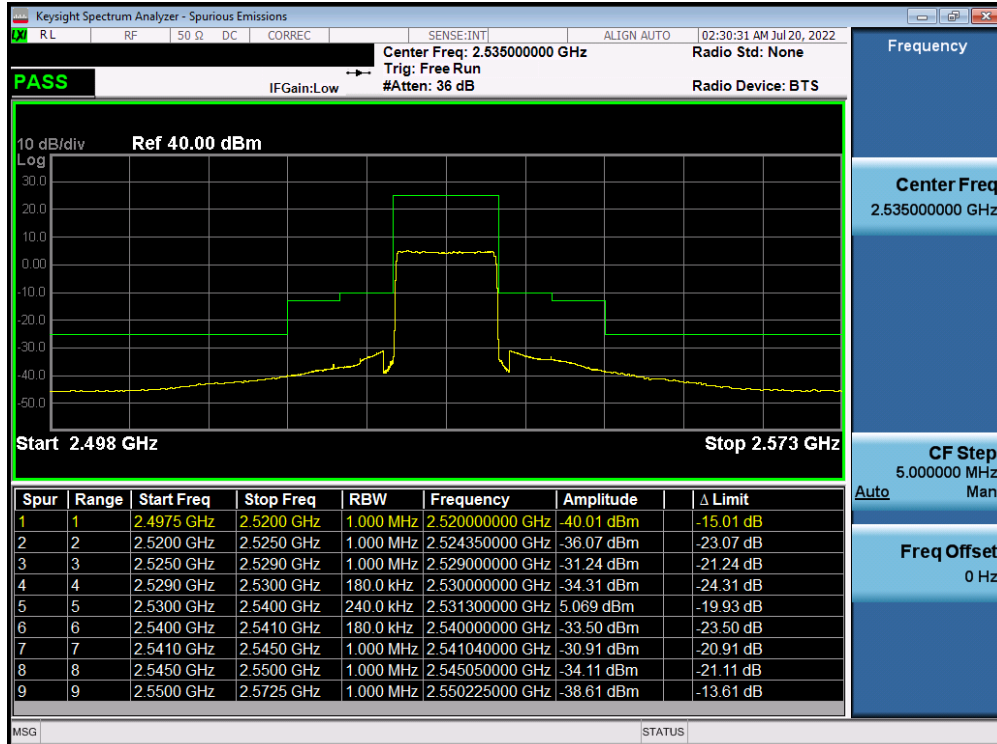 Keysight Spectrum Analyzer - Spurious Emissions
LXI RL RF 50 Ω DC CORREC SENSE:INT ALIGN AUTO 02:30:31 AM Jul 20, 2022
Center Freq: 2.535000000 GHz Radio Std: None
Trig: Free Run
PASS IFGain:Low #Atten: 36 dB Radio Device: BTS
10 dB/div Ref 40.00 dBm
Log
30.0
20.0
10.0
0.00
-10.0
-20.0
-30.0
-40.0
-50.0
Start 2.498 GHz Stop 2.573 GHz
Spur Range Start Freq Stop Freq RBW Frequency Amplitude Δ Limit
1 1 2.4975 GHz 2.5200 GHz 1.000 MHz 2.520000000 GHz -40.01 dBm -15.01 dB
2 2 2.5200 GHz 2.5250 GHz 1.000 MHz 2.524350000 GHz -36.07 dBm -23.07 dB
3 3 2.5250 GHz 2.5290 GHz 1.000 MHz 2.529000000 GHz -31.24 dBm -21.24 dB
4 4 2.5290 GHz 2.5300 GHz 180.0 kHz 2.530000000 GHz -34.31 dBm -24.31 dB
5 5 2.5300 GHz 2.5400 GHz 240.0 kHz 2.531300000 GHz 5.069 dBm -19.93 dB
6 6 2.5400 GHz 2.5410 GHz 180.0 kHz 2.540000000 GHz -33.50 dBm -23.50 dB
7 7 2.5410 GHz 2.5450 GHz 1.000 MHz 2.541040000 GHz -30.91 dBm -20.91 dB
8 8 2.5450 GHz 2.5500 GHz 1.000 MHz 2.545050000 GHz -34.11 dBm -21.11 dB
9 9 2.5500 GHz 2.5725 GHz 1.000 MHz 2.550225000 GHz -38.61 dBm -13.61 dB
MSG STATUS
Frequency
Center Freq
2.535000000 GHz
CF Step
5.000000 MHz
Auto Man
Freq Offset
0 Hz